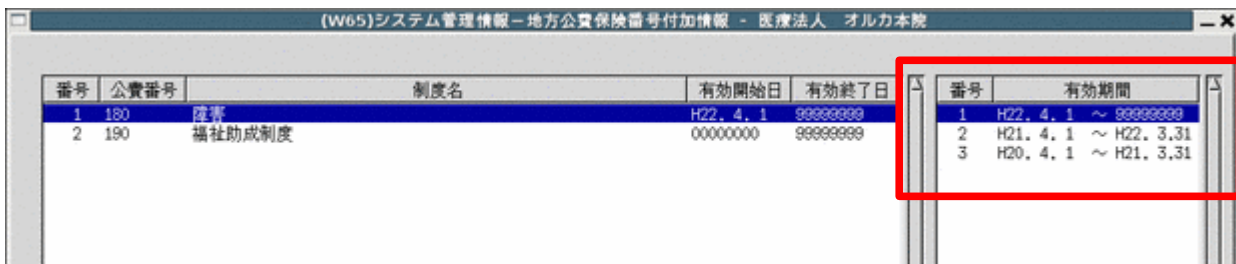 (W65)システム管理情報－地方公費保険番号付加情報 - 医療法人　オルカ本院
番号 公費番号 制度名 有効開始日 有効終了日
1 180 障害 H22. 4. 1 99999999
2 190 福祉助成制度 00000000 99999999
番号 有効期間
1 H22. 4. 1 ～ 99999999
2 H21. 4. 1 ～ H22. 3.31
3 H20. 4. 1 ～ H21. 3.31